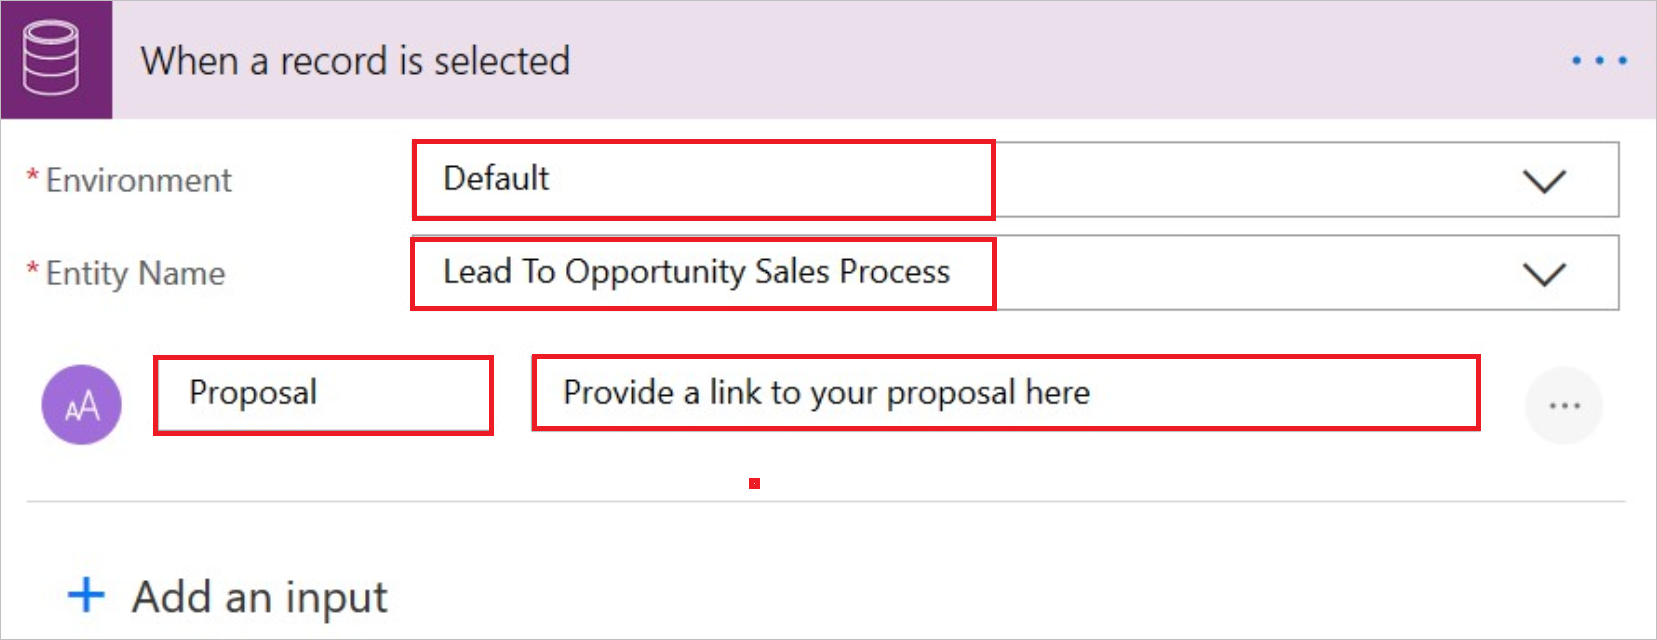 When a record is selected
* Environment
Default
* Entity Name
Lead To Opportunity Sales Process
AA
Proposal
Provide a link to your proposal here
+ Add an input